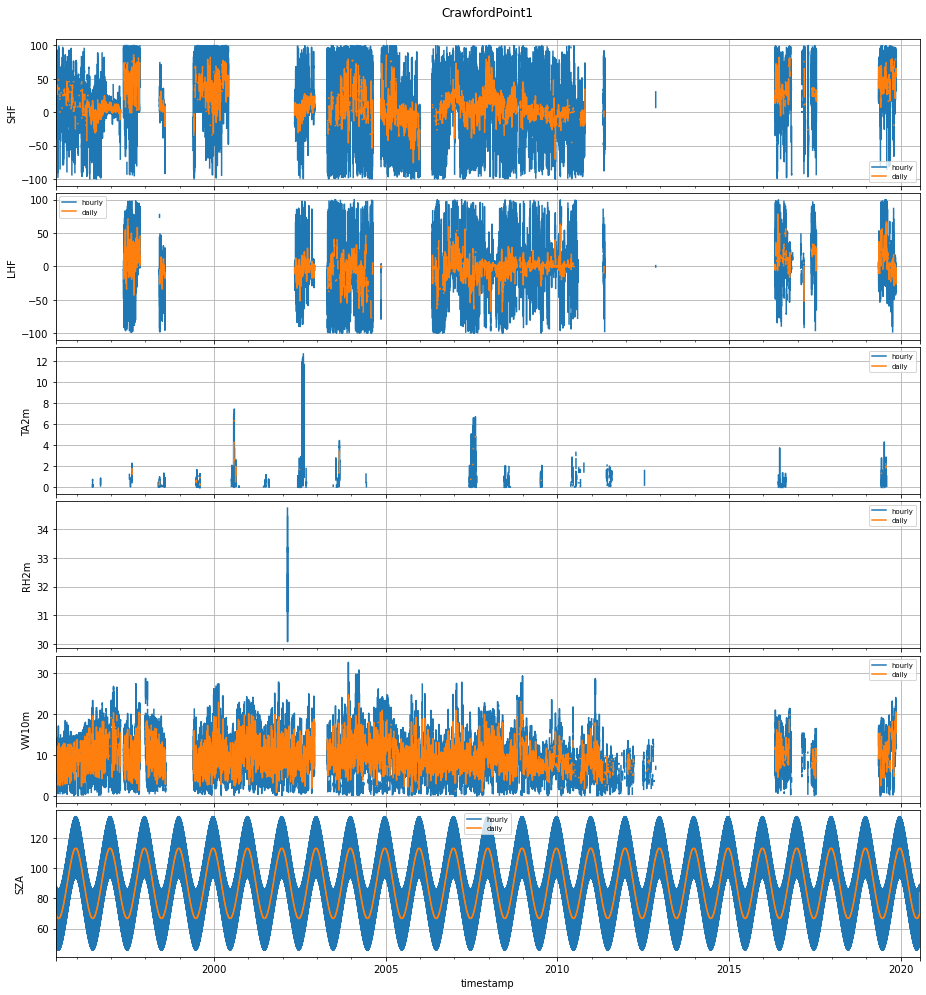 CrawfordPoint1
100
50
0
−50
−100
SHF
hourly
daily
100
50
0
−50
−100
LHF
hourly
daily
12
10
8
6
4
2
0
TA2m
hourly
daily
34
33
32
31
30
RH2m
hourly
daily
30
20
10
0
VW10m
hourly
daily
120
100
80
60
SZA
hourly
daily
2000 2005 2010 2015 2020
timestamp